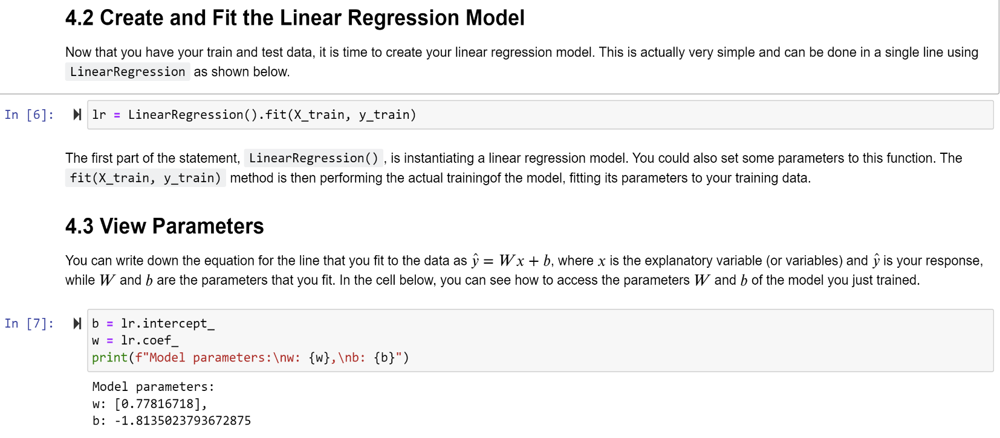 4.2 Create and Fit the Linear Regression Model
Now that you have your train and test data, it is time to create your linear regression model. This is actually very simple and can be done in a single line using
LinearRegression as shown below.
In [6]: lr = LinearRegression().fit(X_train, y_train)
The first part of the statement, LinearRegression() , is instantiating a linear regression model. You could also set some parameters to this function. The
fit(X_train, y_train) method is then performing the actual trainingof the model, fitting its parameters to your training data.
4.3 View Parameters
You can write down the equation for the line that you fit to the data as ŷ = Wx + b, where x is the explanatory variable (or variables) and ŷ is your response,
while W and b are the parameters that you fit. In the cell below, you can see how to access the parameters W and b of the model you just trained.
In [7]: b = lr.intercept_
w = lr.coef_
print(f"Model parameters:\nw: {w},\nb: {b}")
Model parameters:
w: [0.77816718],
b: -1.8135023793672875